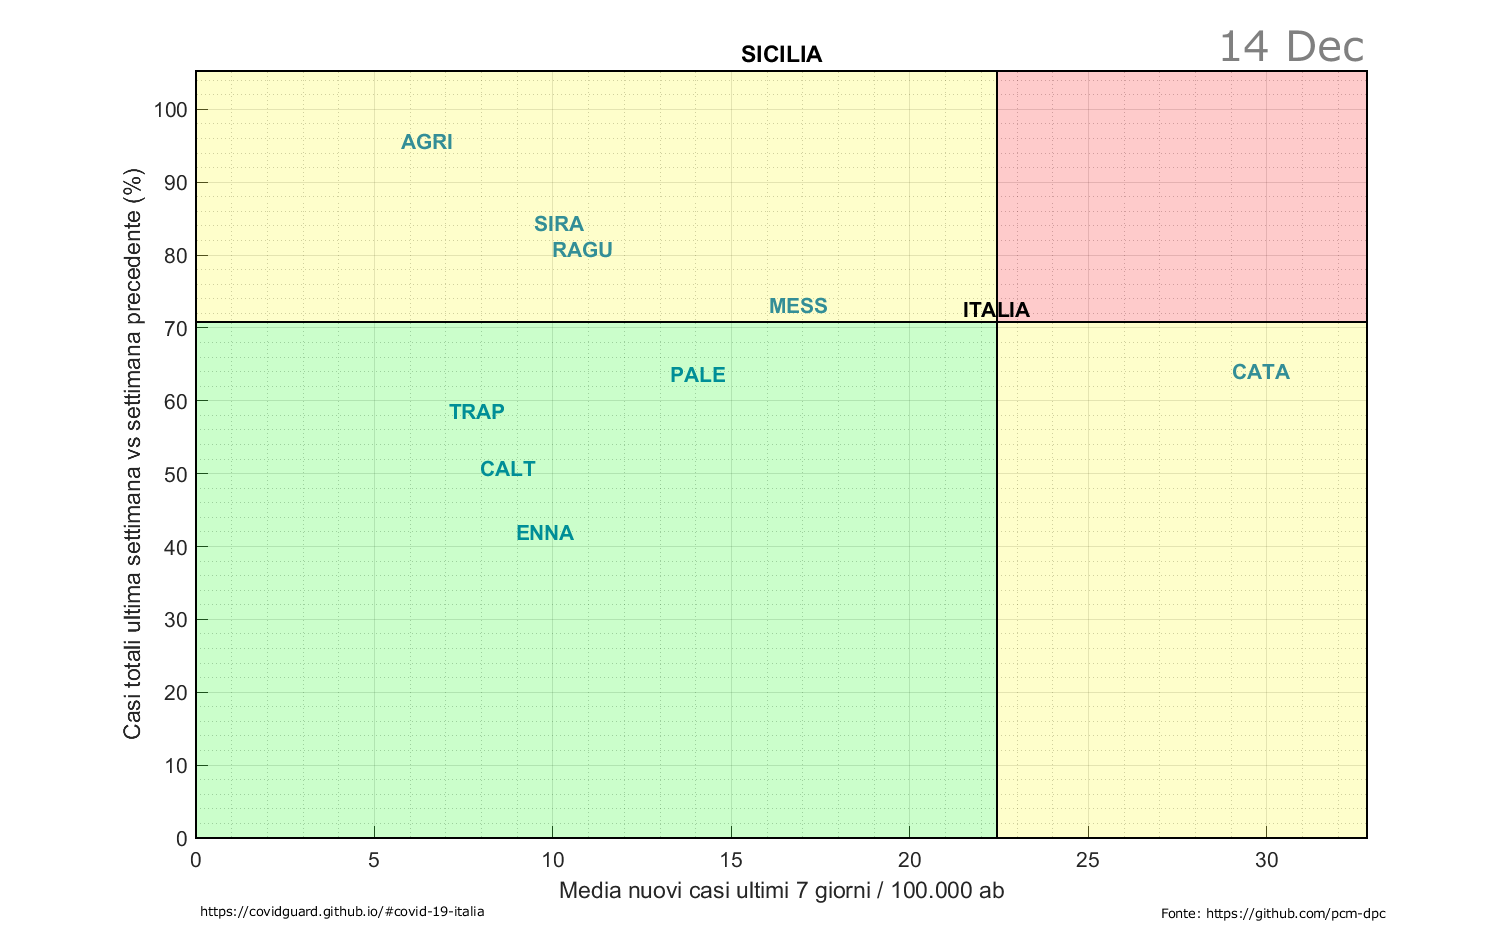 14 Dec
SICILIA
100
90
80
70
60
50
40
30
20
10
0
Casi totali ultima settimana vs settimana precedente (%)
AGRI
SIRA
RAGU
MESS
ITALIA
PALE
CATA
TRAP
CALT
ENNA
0 5 10 15 20 25 30
Media nuovi casi ultimi 7 giorni / 100.000 ab
https://covidguard.github.io/#covid-19-italia
Fonte: https://github.com/pcm-dpc